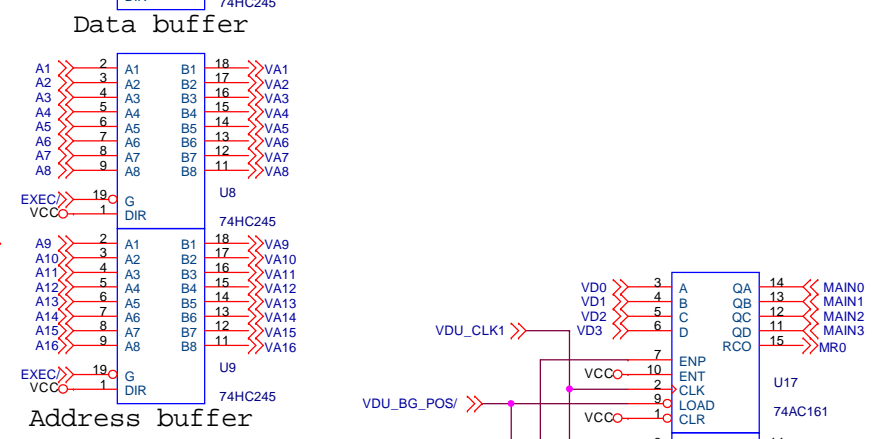 DIR
74HC245
Data buffer
A1 2 A1 B1 18 VA1
A2 3 A2 B2 17 VA2
A3 4 A3 B3 16 VA3
A4 5 A4 B4 15 VA4
A5 6 A5 B5 14 VA5
A6 7 A6 B6 13 VA6
A7 8 A7 B7 12 VA7
A8 9 A8 B8 11 VA8
EXEC/ 19 G U8
VCC 1 DIR
74HC245
A9 2 A1 B1 18 VA9
A10 3 A2 B2 17 VA10
A11 4 A3 B3 16 VA11
A12 5 A4 B4 15 VA12
A13 6 A5 B5 14 VA13
A14 7 A6 B6 13 VA14
A15 8 A7 B7 12 VA15
A16 9 A8 B8 11 VA16
EXEC/ 19 G U9
VCC 1 DIR
74HC245
Address buffer
VD0 3 A QA 14 MAIN0
VD1 4 B QB 13 MAIN1
VD2 5 C QC 12 MAIN2
VD3 6 D QD 11 MAIN3
RCO 15 MR0
VDU_CLK1
7 ENP
VCC 10 ENT
2 CLK U17
VDU_BG_POS/ 9 LOAD
VCC 1 CLR 74AC161